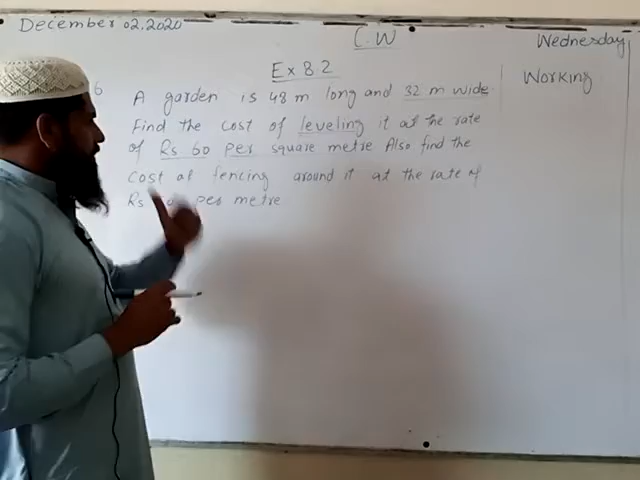 December 02.2020
C.W
Wednesday
Ex 8 2
Working
6
A garden is 48 m long and 32 m wide.
Find the cost of leveling it at the rate
of Rs 60 per square metre Also find the
cost of fencing around it at the rate of
Rs per metre